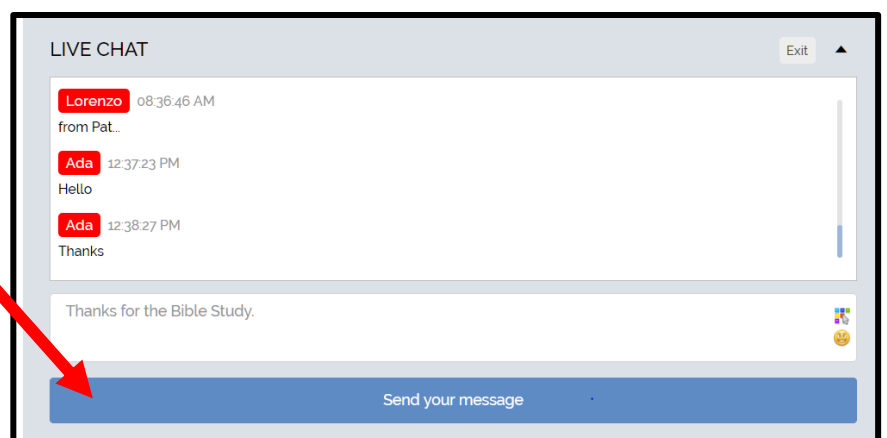 LIVE CHAT
Exit
Lorenzo 08:36:46 AM
from Pat...
Ada 12:37:23 PM
Hello
Ada 12:38:27 PM
Thanks
Thanks for the Bible Study.
Send your message